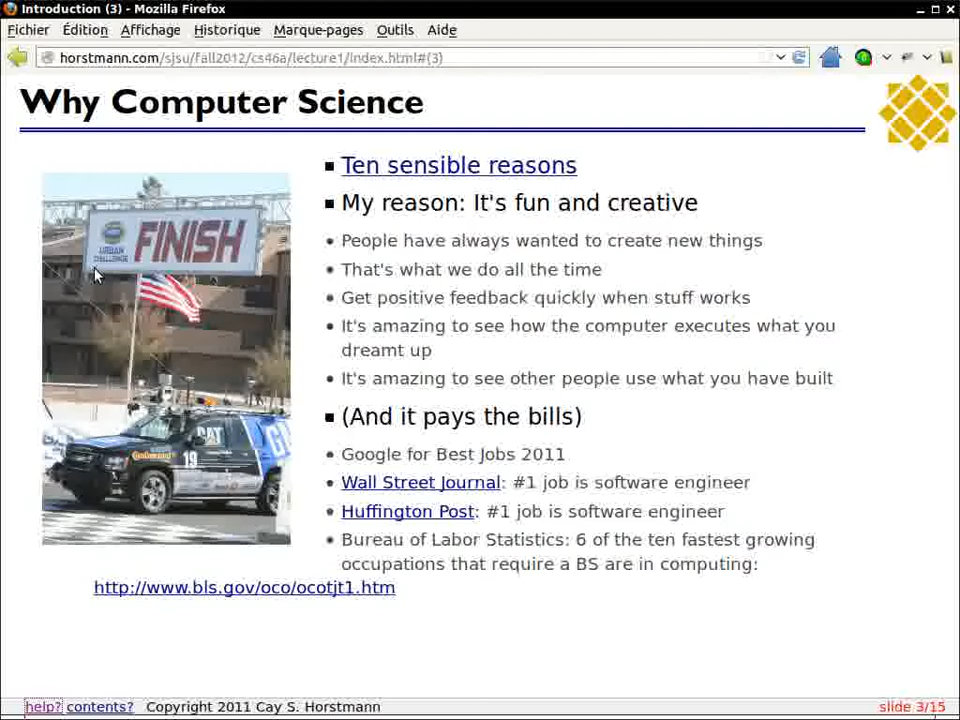 Introduction (3) - Mozilla Firefox
Fichier Édition Affichage Historique Marque-pages Outils Aide
horstmann.com/sjsu/fall2012/cs46a/lecture1/index.html#(3)
Why Computer Science
Ten sensible reasons
My reason: It's fun and creative
People have always wanted to create new things
That's what we do all the time
Get positive feedback quickly when stuff works
It's amazing to see how the computer executes what you
dreamt up
It's amazing to see other people use what you have built
(And it pays the bills)
Google for Best Jobs 2011
Wall Street Journal: #1 job is software engineer
Huffington Post: #1 job is software engineer
Bureau of Labor Statistics: 6 of the ten fastest growing
occupations that require a BS are in computing:
http://www.bls.gov/oco/ocotjt1.htm
URBAN
CHALLENGE
FINISH
CAT
Continental
19
help? contents? Copyright 2011 Cay S. Horstmann
slide 3/15